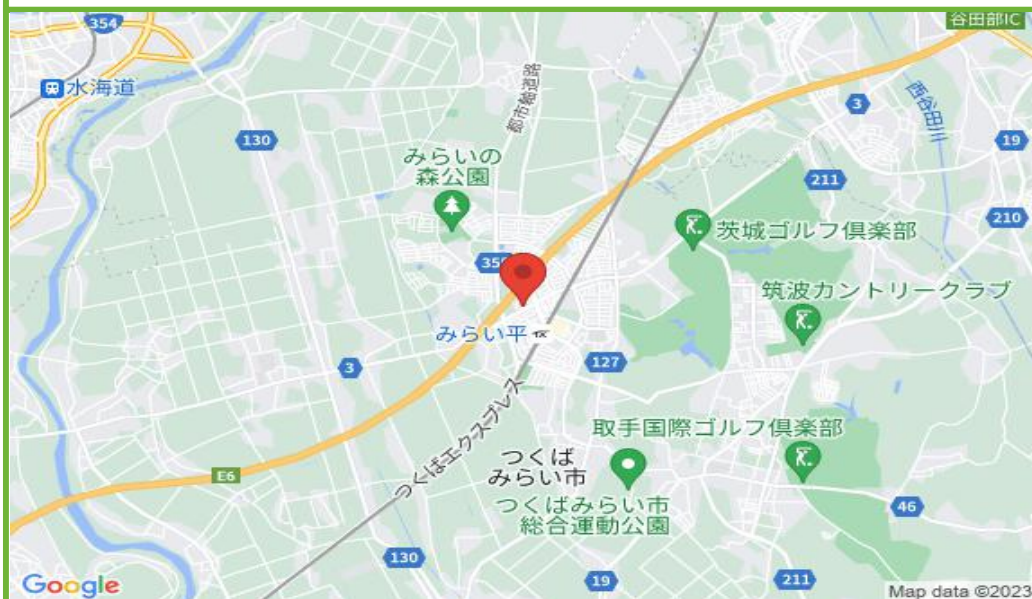 354
谷田部IC
水海道
都市軸道路
3
西谷田川
130
19
みらいの
森公園
211
210
茨城ゴルフ倶楽部
355
筑波カントリークラブ
みらい平
127
3
つくばエクスプレス
取手国際ゴルフ倶楽部
つくば
みらい市
E6
つくばみらい市
総合運動公園
46
130
19
211
Google
Map data ©2023